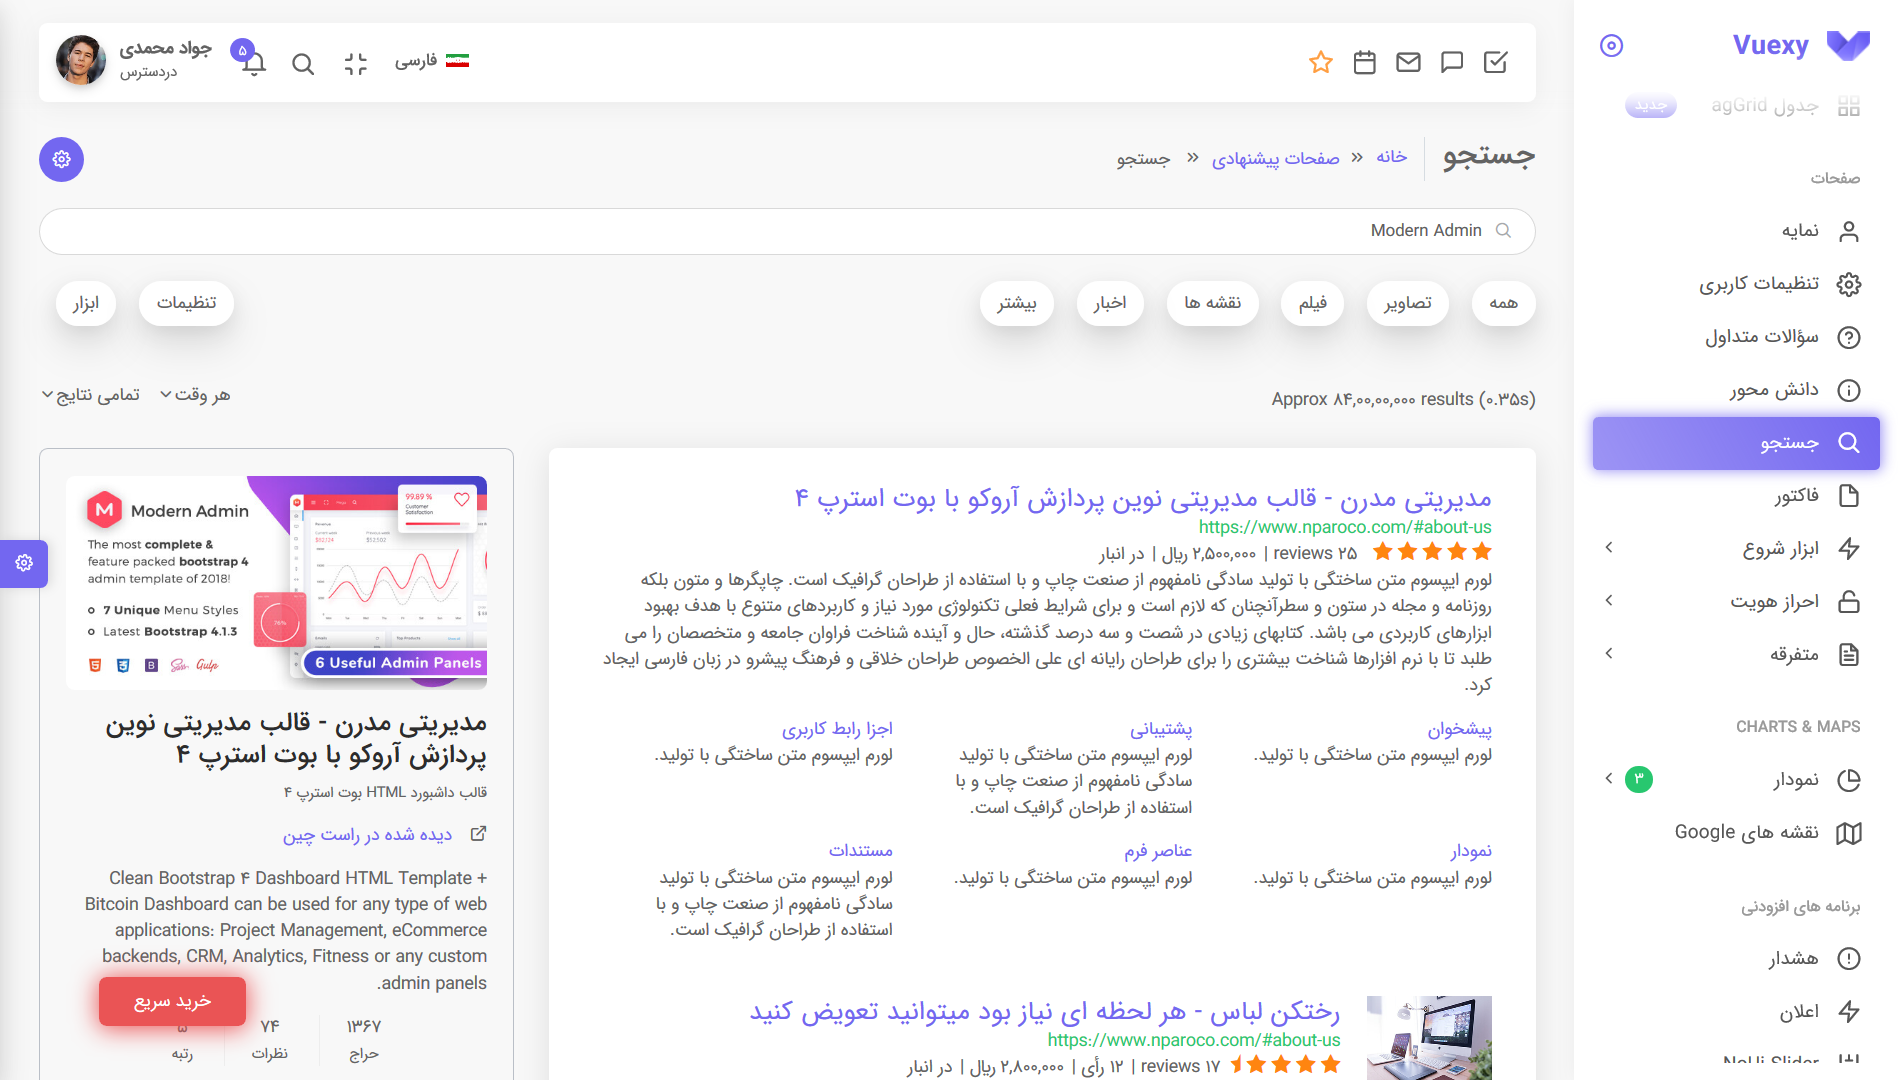 Vuexy
جدول agGrid
جدید
صفحات
نمایه
تنظیمات کاربری
سؤالات متداول
دانش محور
جستجو
فاکتور
ابزار شروع
احراز هویت
متفرقه
CHARTS & MAPS
نمودار
۳
نقشه های Google
برنامه های افزودنی
هشدار
اعلان
فارسی
۵
جواد محمدی
دردسترس
جستجو
خانه » صفحات پیشنهادی » جستجو
Modern Admin
همه
تصاویر
فیلم
نقشه ها
اخبار
بیشتر
تنظیمات
ابزار
Approx ۸۴,۰۰,۰۰,۰۰۰ results (۰.۳۵s)
هر وقت
تمامی نتایج
مدیریتی مدرن - قالب مدیریتی نوین پردازش آروکو با بوت استرپ ۴
https://www.nparoco.com/#about-us
۲۵ reviews | ۲,۵۰۰,۰۰۰ ریال | در انبار
لورم ایپسوم متن ساختگی با تولید سادگی نامفهوم از صنعت چاپ و با استفاده از طراحان گرافیک است. چاپگرها و متون بلکه
روزنامه و مجله در ستون و سطرآنچنان که لازم است و برای شرایط فعلی تکنولوژی مورد نیاز و کاربردهای متنوع با هدف بهبود
ابزارهای کاربردی می باشد. کتابهای زیادی در شصت و سه درصد گذشته، حال و آینده شناخت فراوان جامعه و متخصصان را می
طلبد تا با نرم افزارها شناخت بیشتری را برای طراحان رایانه ای علی الخصوص طراحان خلاقی و فرهنگ پیشرو در زبان فارسی ایجاد
کرد.
پیشخوان
لورم ایپسوم متن ساختگی با تولید.
پشتیبانی
لورم ایپسوم متن ساختگی با تولید
سادگی نامفهوم از صنعت چاپ و با
استفاده از طراحان گرافیک است.
اجزا رابط کاربری
لورم ایپسوم متن ساختگی با تولید.
نمودار
لورم ایپسوم متن ساختگی با تولید.
عناصر فرم
لورم ایپسوم متن ساختگی با تولید.
مستندات
لورم ایپسوم متن ساختگی با تولید
سادگی نامفهوم از صنعت چاپ و با
استفاده از طراحان گرافیک است.
رختکن لباس - هر لحظه ای نیاز بود میتوانید تعویض کنید
https://www.nparoco.com/#about-us
۱۷ reviews | ۱۲ رأی | ۲,۸۰۰,۰۰۰ ریال | در انبار
M Modern Admin
The most complete &
feature packed bootstrap 4
admin template of 2018!
7 Unique Menu Styles
Latest Bootstrap 4.1.3
Sass Gulp
99.89 %
Customer
Satisfaction
6 Useful Admin Panels
مدیریتی مدرن - قالب مدیریتی نوین
پردازش آروکو با بوت استرپ ۴
قالب داشبورد HTML بوت استرپ ۴
دیده شده در راست چین
Clean Bootstrap ۴ Dashboard HTML Template +
Bitcoin Dashboard can be used for any type of web
applications: Project Management, eCommerce
backends, CRM, Analytics, Fitness or any custom
admin panels.
خرید سریع
۱۳۶۷
حراج
۷۴
نظرات
رتبه